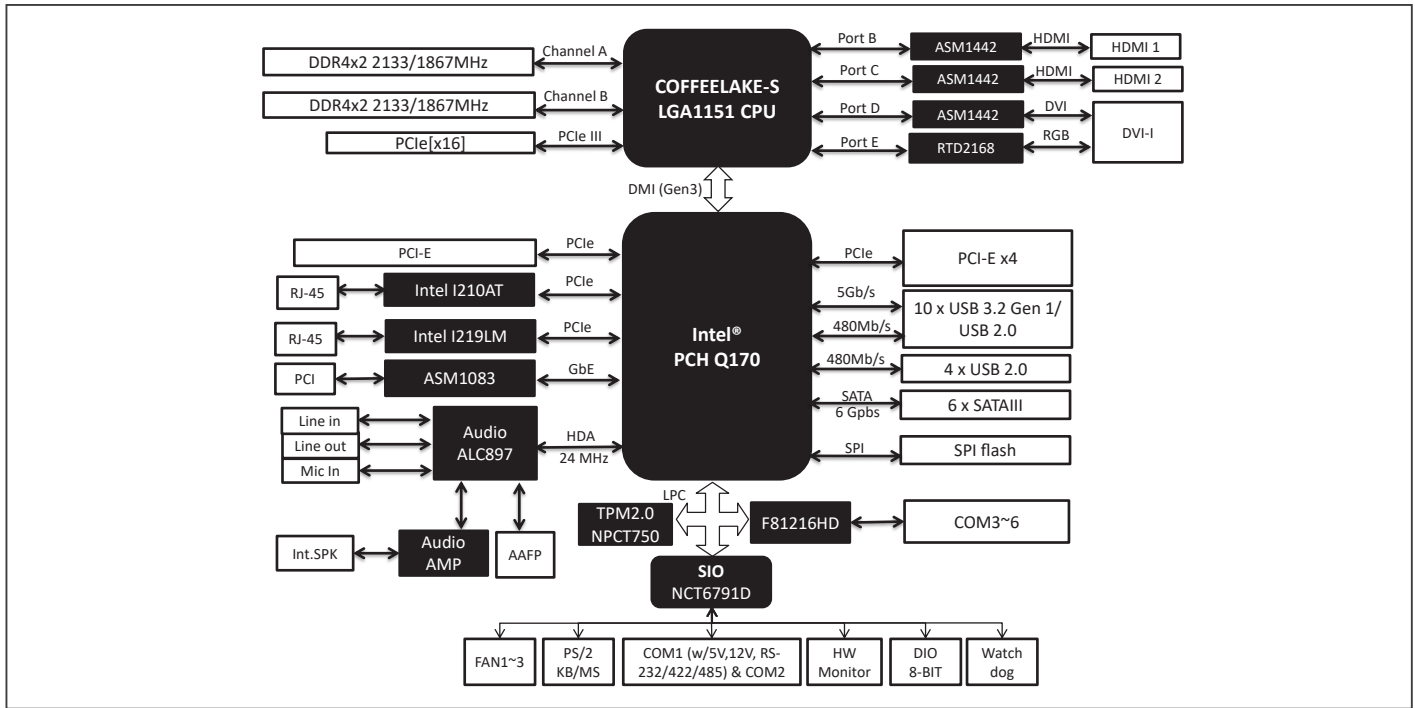 DDR4x2 2133/1867MHz
Channel A
DDR4x2 2133/1867MHz
Channel B
PCIe[x16]
PCIe III
COFFEELAKE-S
LGA1151 CPU
Port B
ASM1442
HDMI
HDMI 1
Port C
ASM1442
HDMI
HDMI 2
Port D
ASM1442
DVI
Port E
RTD2168
RGB
DVI-I
DMI (Gen3)
PCI-E
PCIe
RJ-45
Intel I210AT
PCIe
RJ-45
Intel I219LM
PCIe
PCI
ASM1083
GbE
Line in
Line out
Mic In
Audio
ALC897
HDA
24 MHz
Int.SPK
Audio
AMP
AAFP
Intel®
PCH Q170
PCIe
PCI-E x4
5Gb/s
480Mb/s
10 x USB 3.2 Gen 1/
USB 2.0
480Mb/s
4 x USB 2.0
SATA
6 Gpbs
6 x SATAIII
SPI
SPI flash
LPC
TPM2.0
NPCT750
F81216HD
COM3~6
SIO
NCT6791D
FAN1~3
PS/2
KB/MS
COM1 (w/5V,12V, RS-
232/422/485) & COM2
HW
Monitor
DIO
8-BIT
Watch
dog